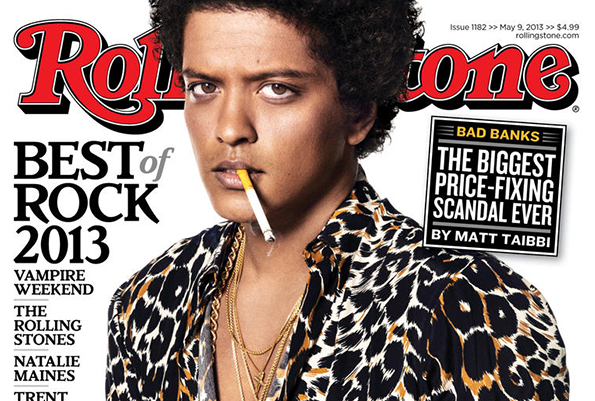 Issue 1182 >> May 9, 2013 >> $4.99
rollingstone.com
Rolling Stone®
BEST of
ROCK
2013
VAMPIRE
WEEKEND
THE
ROLLING
STONES
NATALIE
MAINES
TRENT
BAD BANKS
THE BIGGEST
PRICE-FIXING
SCANDAL EVER
BY MATT TAIBBI